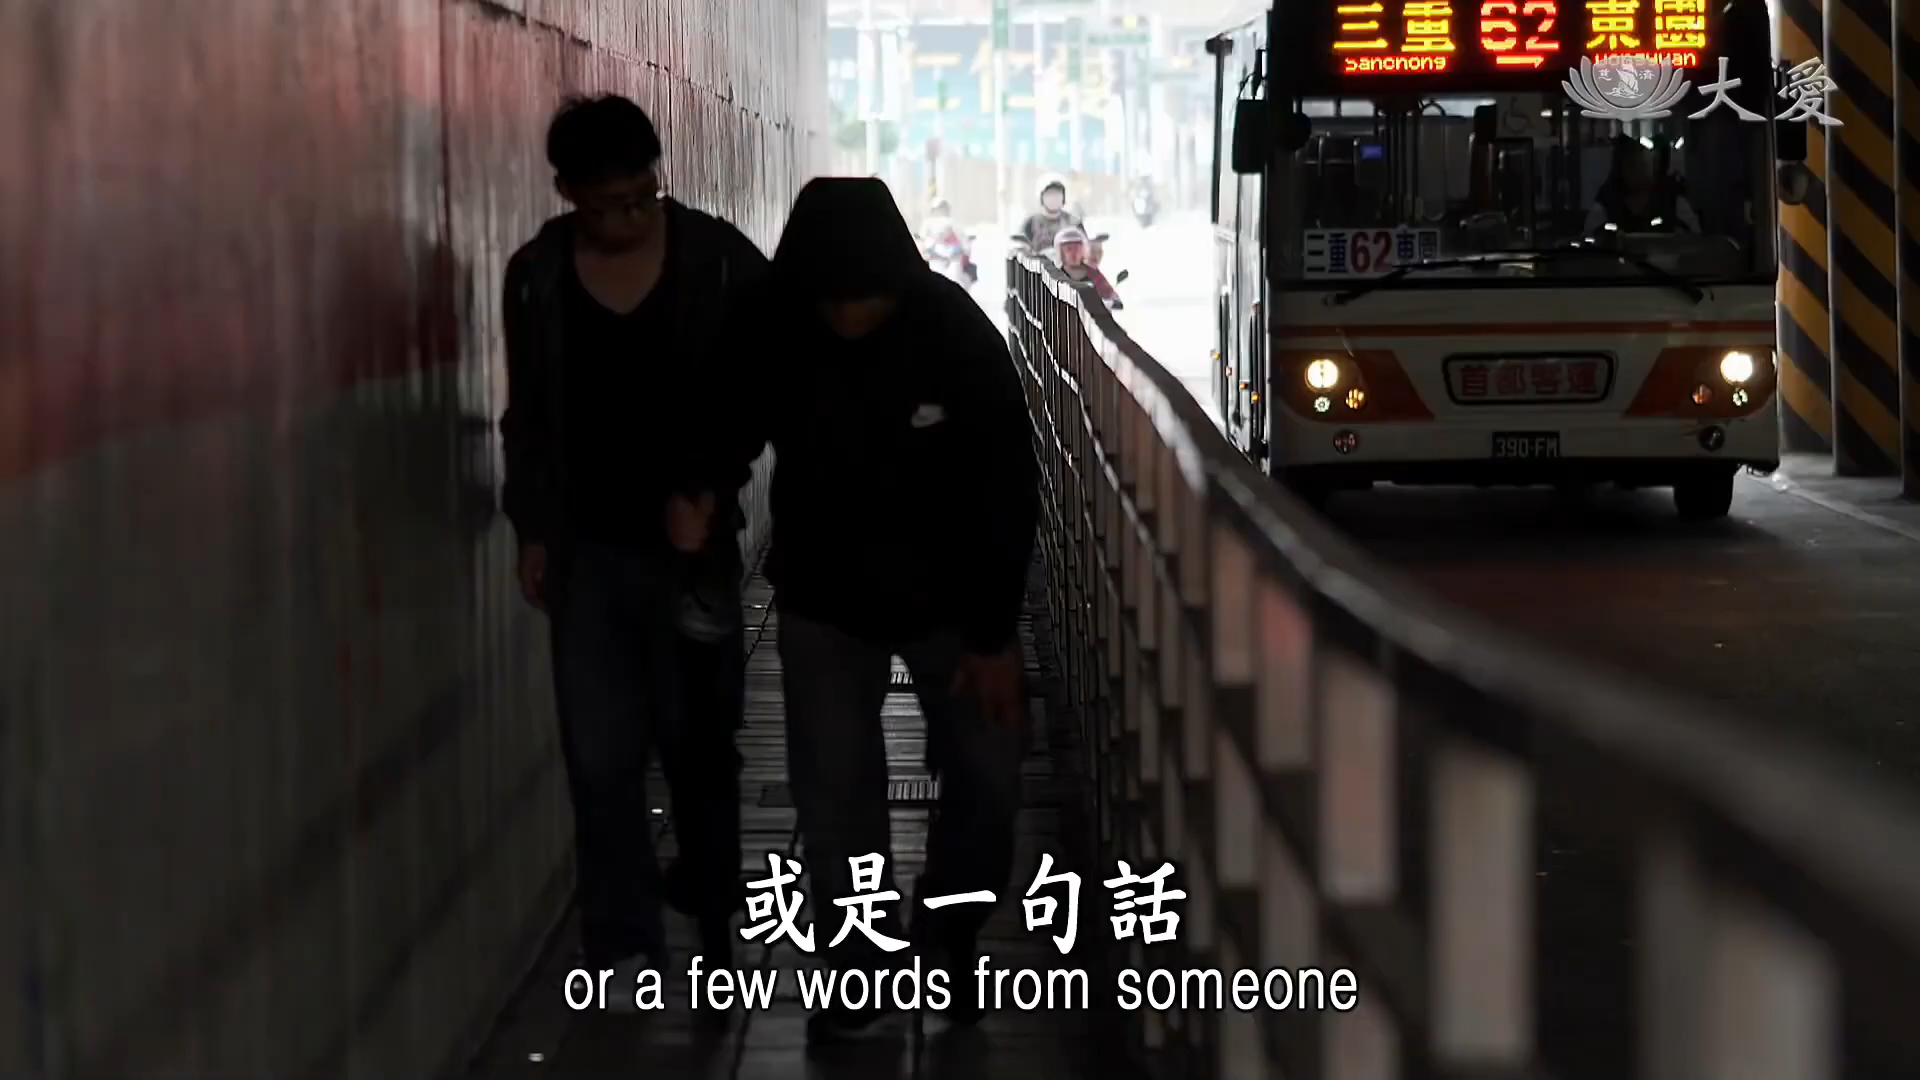 三重 62 東園
Sanchong
大愛
三重62東園
首都客運
390-FM
或是一句話
or a few words from someone